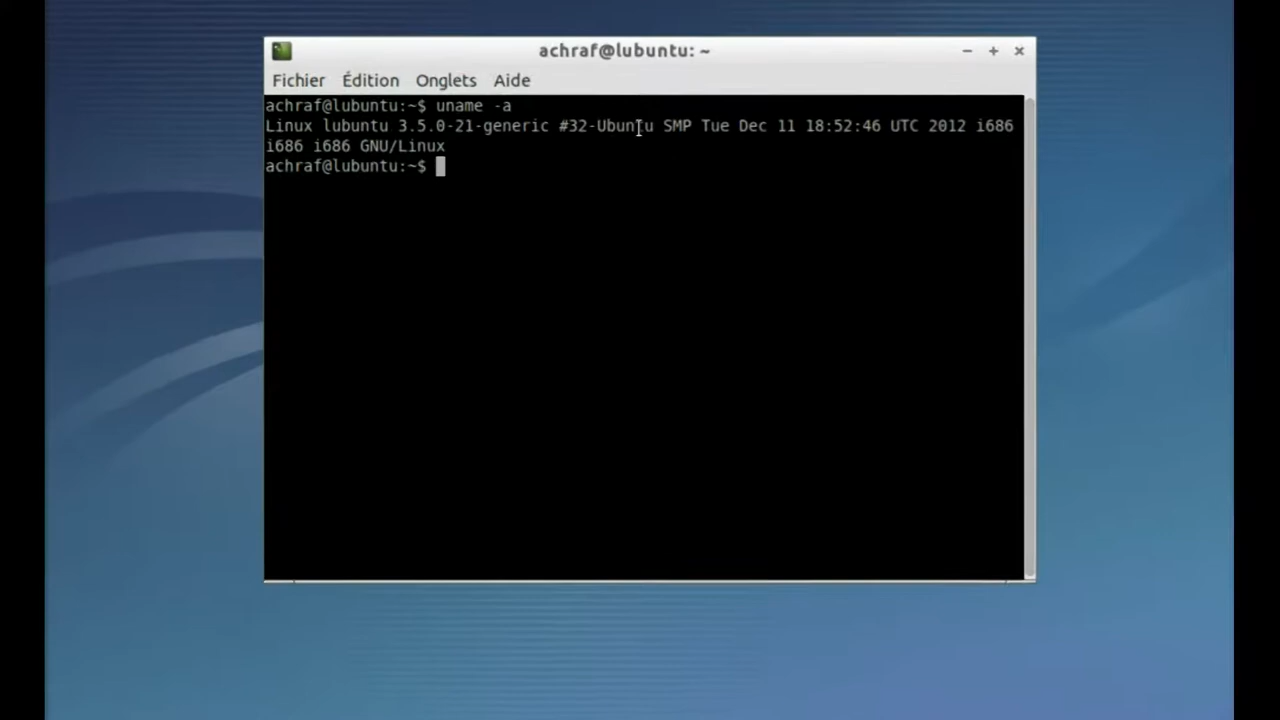 achraf@lubuntu: ~
Fichier Édition Onglets Aide
achraf@lubuntu:~$ uname -a
Linux lubuntu 3.5.0-21-generic #32-Ubuntu SMP Tue Dec 11 18:52:46 UTC 2012 i686
i686 i686 GNU/Linux
achraf@lubuntu:~$